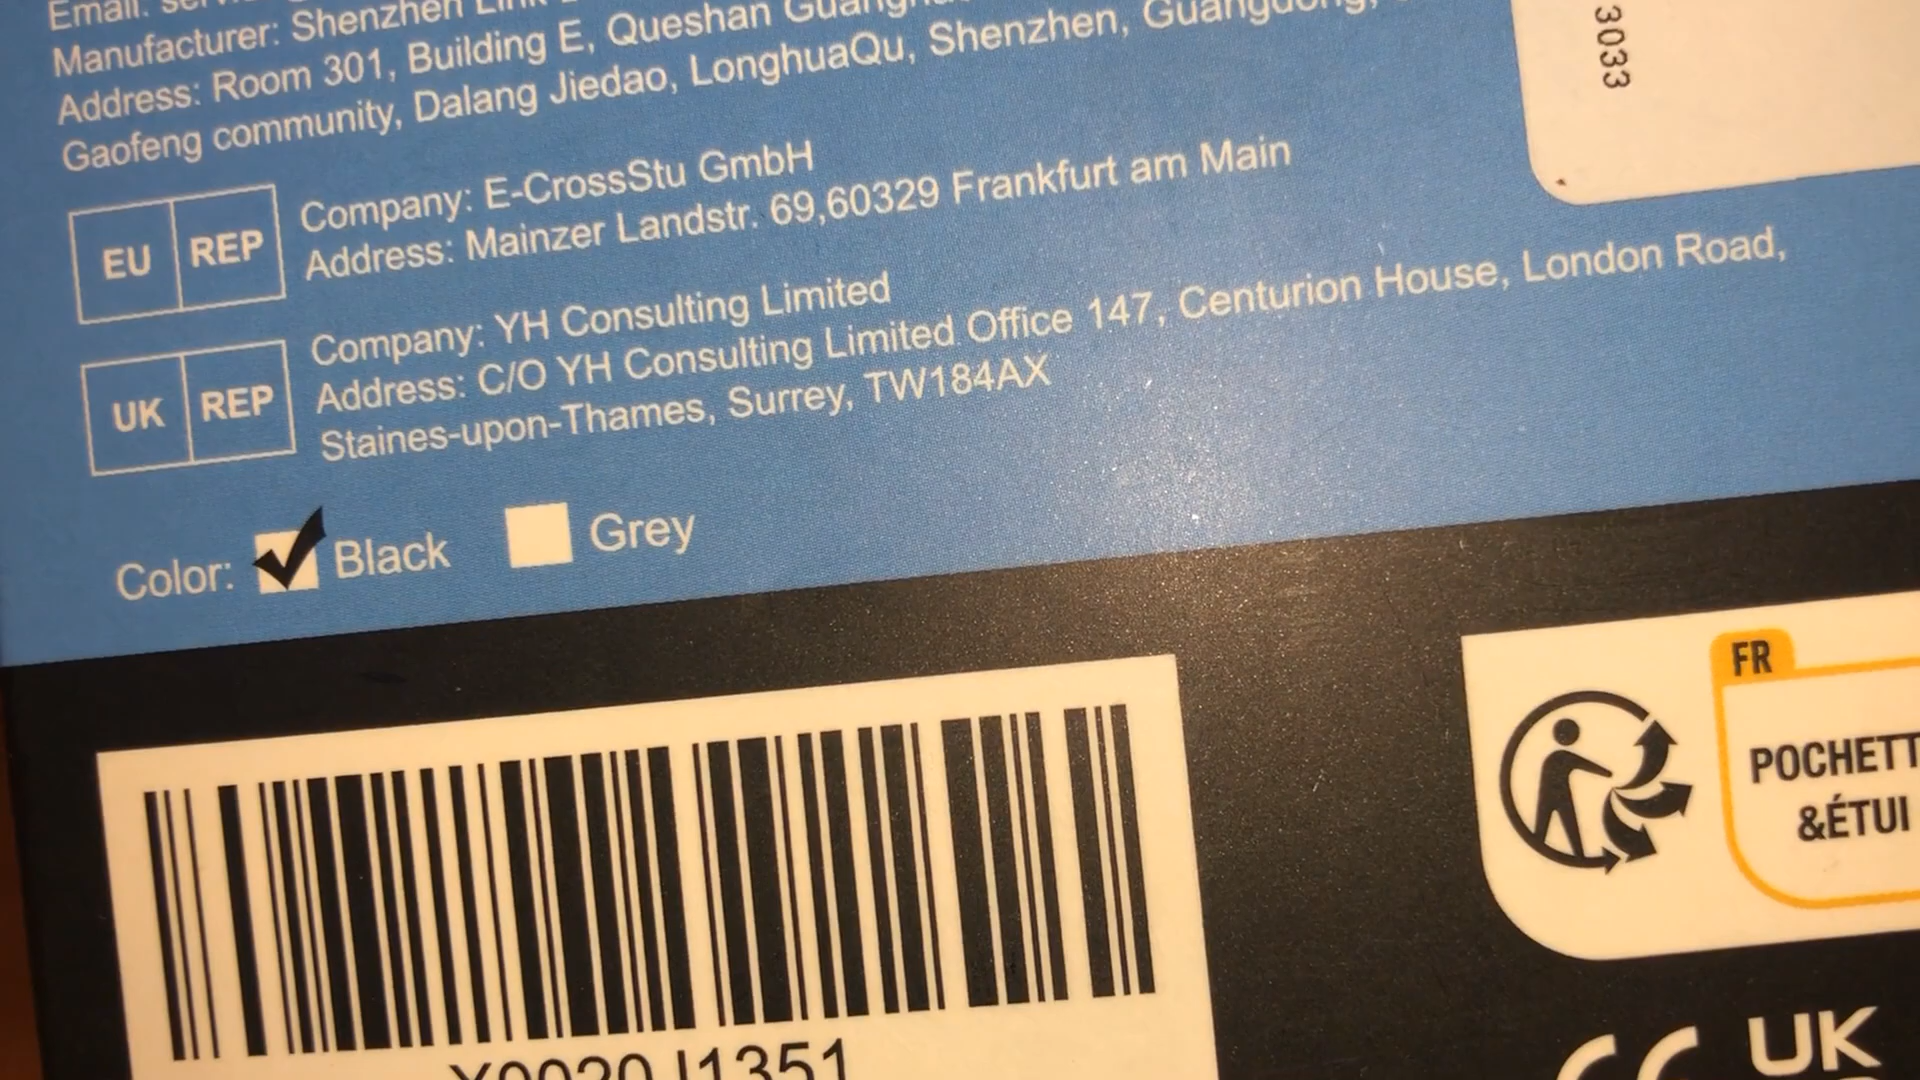 Email:
Manufacturer: Shenzhen
Address: Room 301, Building E, Queshan
Gaofeng community, Dalang Jiedao, LonghuaQu, Shenzhen, Guangdong,
3033
EU REP
Company: E-CrossStu GmbH
Address: Mainzer Landstr. 69,60329 Frankfurt am Main
UK REP
Company: YH Consulting Limited
Address: C/O YH Consulting Limited Office 147, Centurion House, London Road,
Staines-upon-Thames, Surrey, TW184AX
Color: Black Grey
FR
POCHETT
&ÉTUI
CE UK